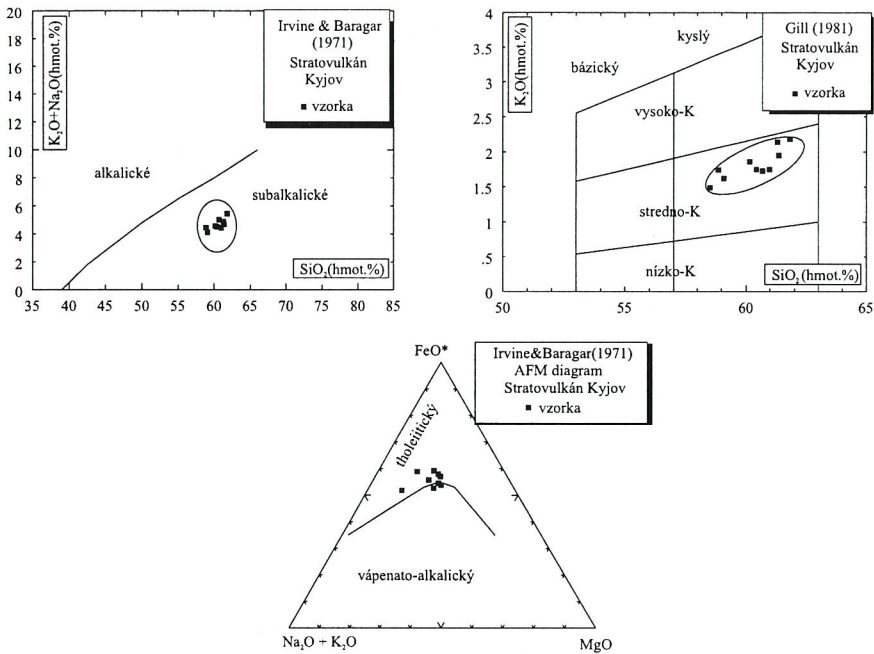 Irvine & Baragar
(1971)
Stratovulkán
Kyjov
vzorka
K₂O+Na₂O(hmot.%)
20
18
16
14
12
10
8
6
4
2
0
alkalické
subalkalické
SiO₂(hmot.%)
35 40 45 50 55 60 65 70 75 80 85
Gill (1981)
Stratovulkán
Kyjov
vzorka
K₂O(hmot.%)
4
3.5
3
2.5
2
1.5
1
.5
0
kyslý
bázický
vysoko-K
stredno-K
nízko-K
SiO₂(hmot.%)
50 55 60 65
FeO*
Irvine&Baragar(1971)
AFM diagram
Stratovulkán Kyjov
vzorka
tholeiitický
vápenato-alkalický
Na₂O + K₂O
MgO